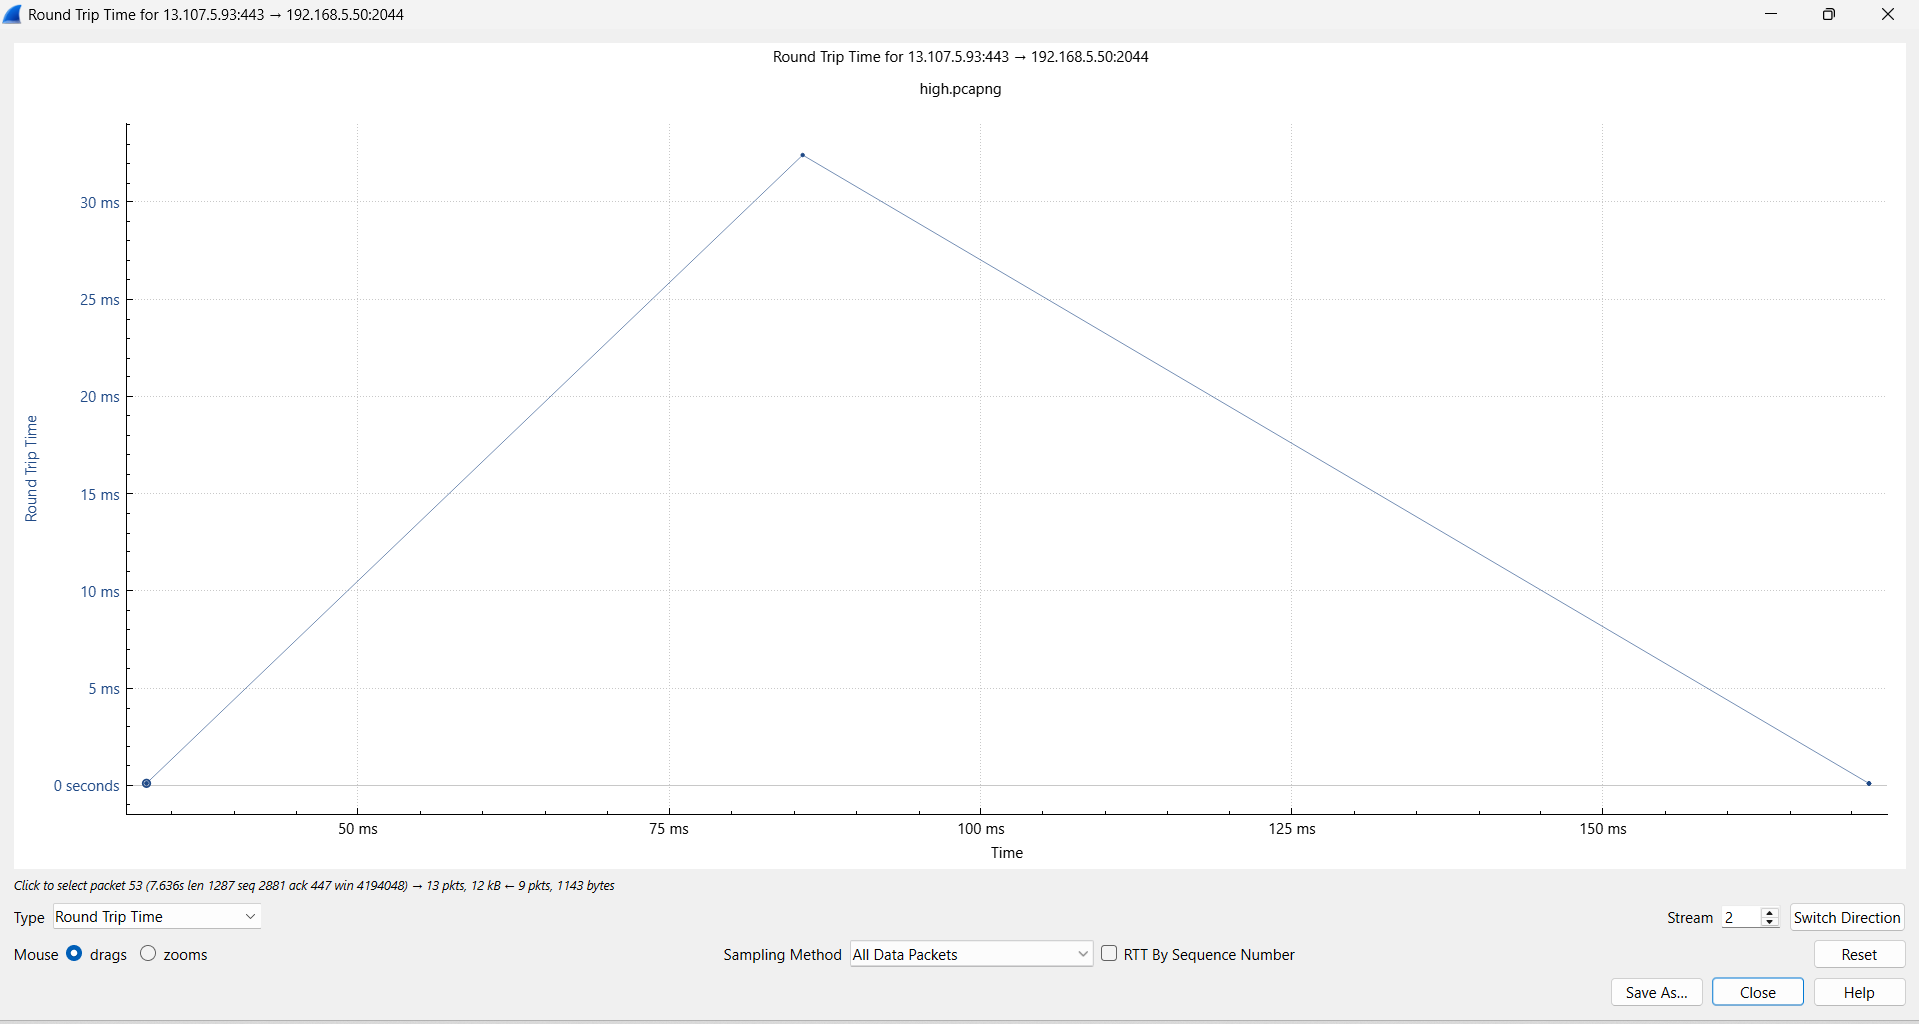 Round Trip Time for 13.107.5.93:443 → 192.168.5.50:2044
Round Trip Time for 13.107.5.93:443 → 192.168.5.50:2044
high.pcapng
Round Trip Time
30 ms
25 ms
20 ms
15 ms
10 ms
5 ms
0 seconds
50 ms 75 ms 100 ms 125 ms 150 ms
Time
Click to select packet 53 (7.636s len 1287 seq 2881 ack 447 win 4194048) → 13 pkts, 12 kB ← 9 pkts, 1143 bytes
Type Round Trip Time Stream 2 Switch Direction
Mouse drags zooms Sampling Method All Data Packets RTT By Sequence Number Reset
Save As... Close Help